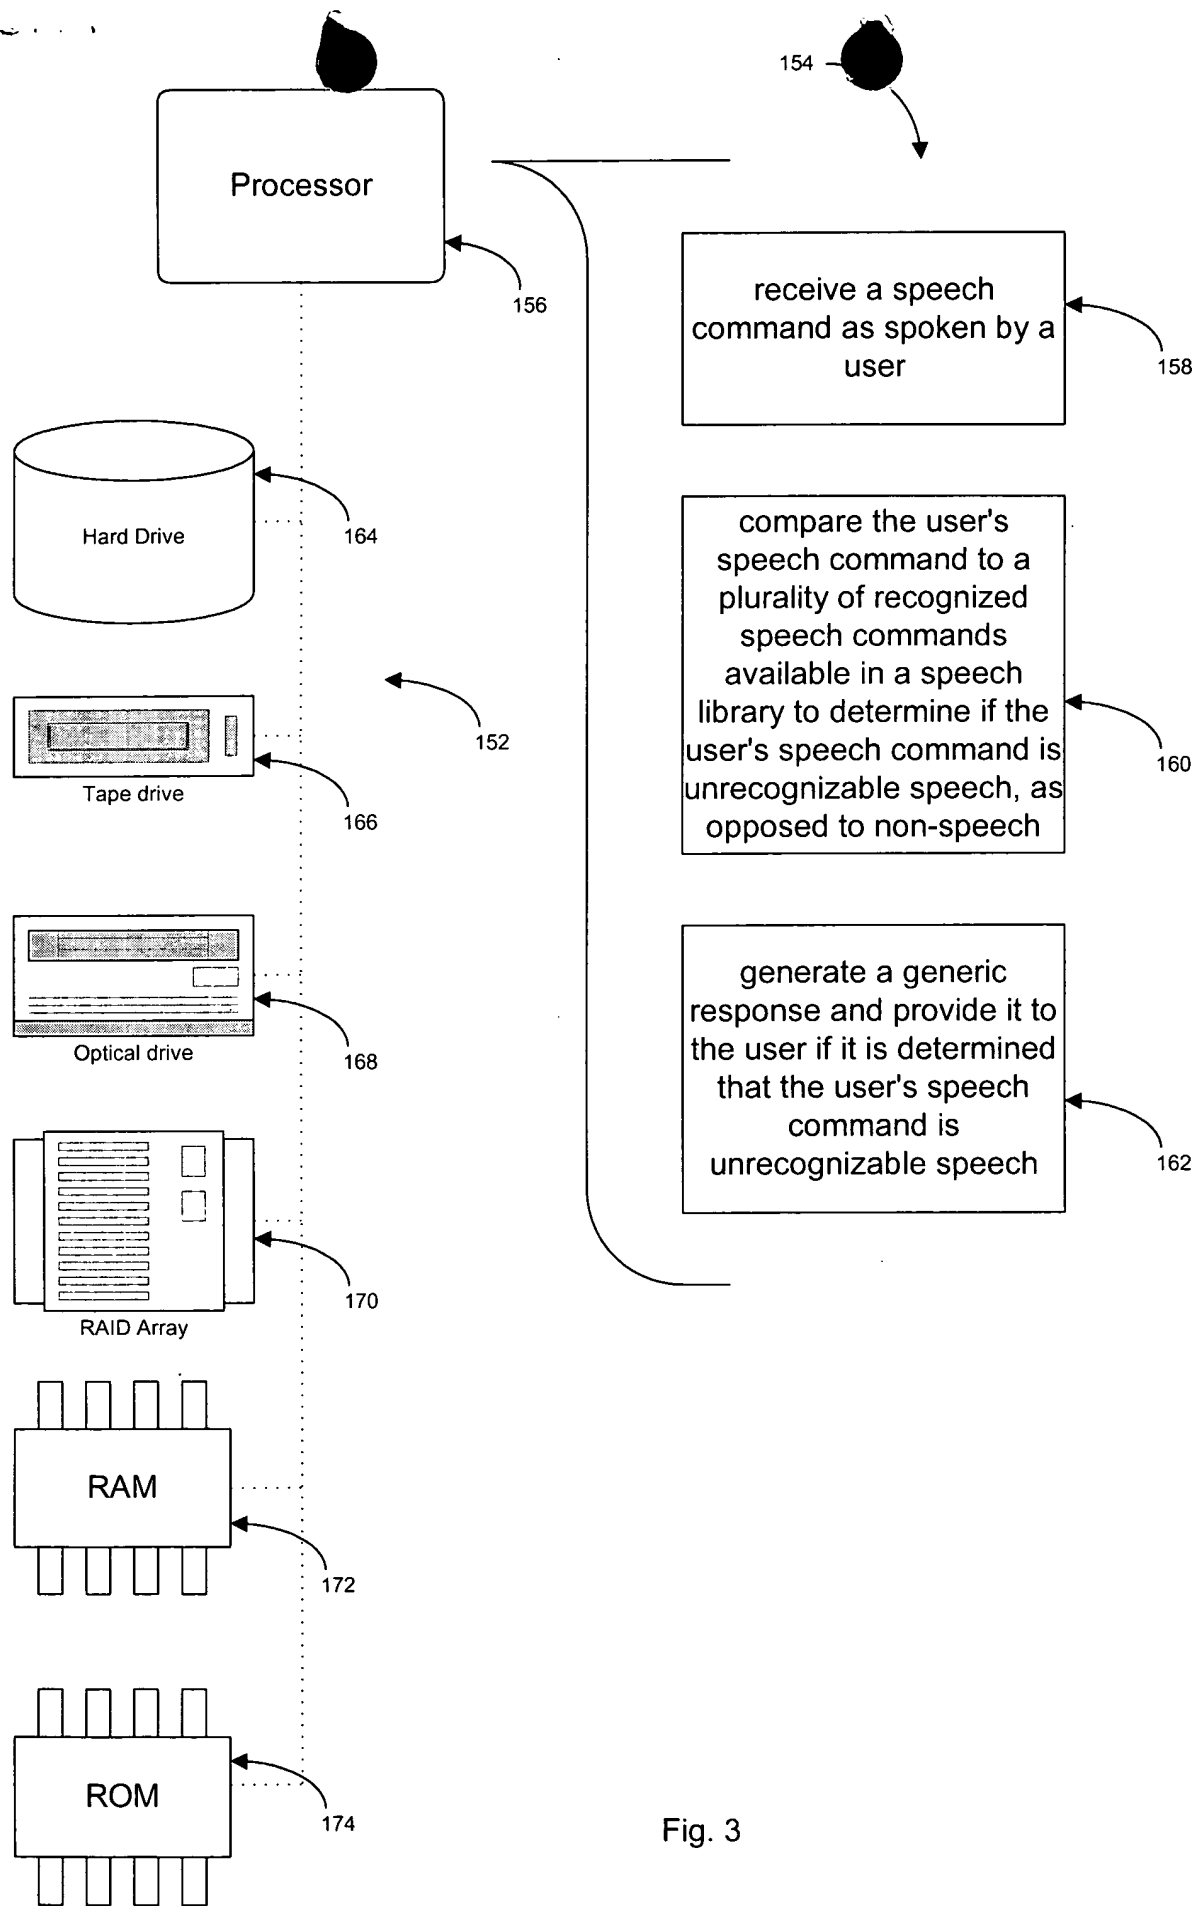 154
Processor
156
receive a speech
command as spoken by a
user
158
Hard Drive
164
compare the user's
speech command to a
plurality of recognized
speech commands
available in a speech
library to determine if the
user's speech command is
unrecognizable speech, as
opposed to non-speech
160
152
Tape drive
166
Optical drive
168
generate a generic
response and provide it to
the user if it is determined
that the user's speech
command is
unrecognizable speech
162
RAID Array
170
RAM
172
ROM
174
Fig. 3